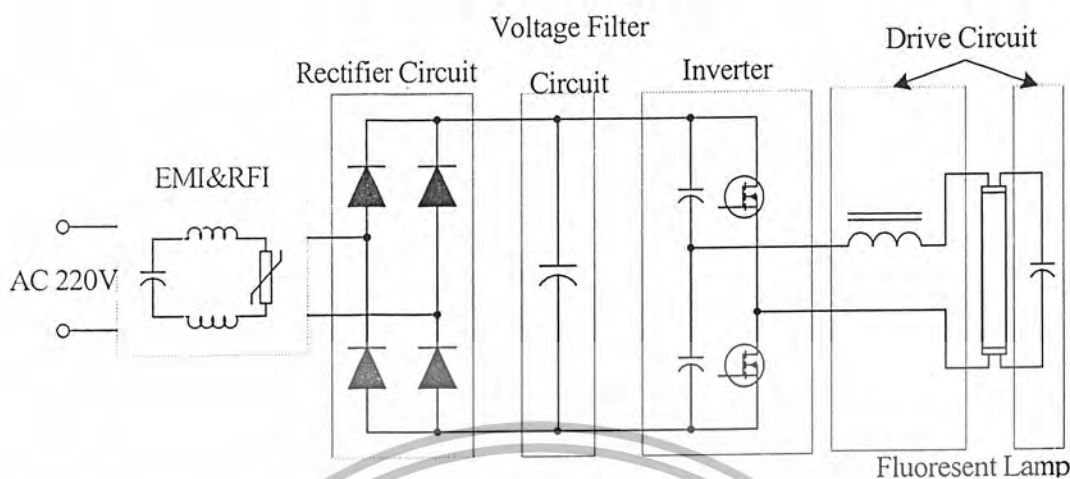 Voltage Filter
Drive Circuit
Rectifier Circuit
Circuit
Inverter
EMI&RFI
AC 220V
Fluoresent Lamp